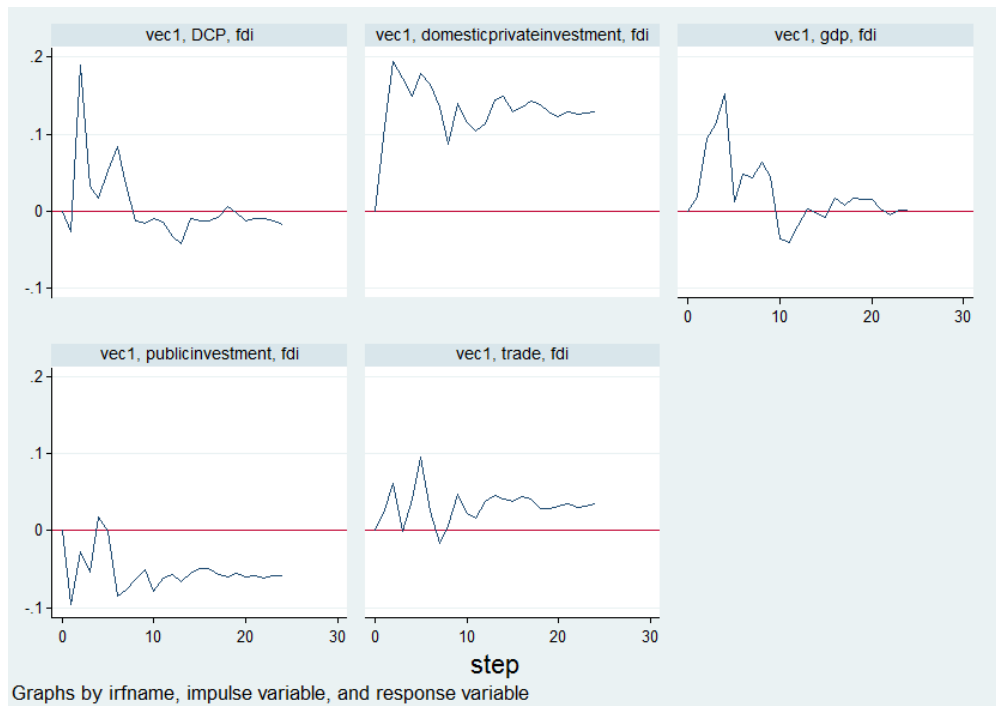 vec1, DCP, fdi
vec1, domesticprivateinvestment, fdi
vec1, gdp, fdi
.2
.1
0
-.1
0
10
20
30
vec1, publicinvestment, fdi
vec1, trade, fdi
.2
.1
0
-.1
0
10
20
30
0
10
20
30
step
Graphs by irfname, impulse variable, and response variable